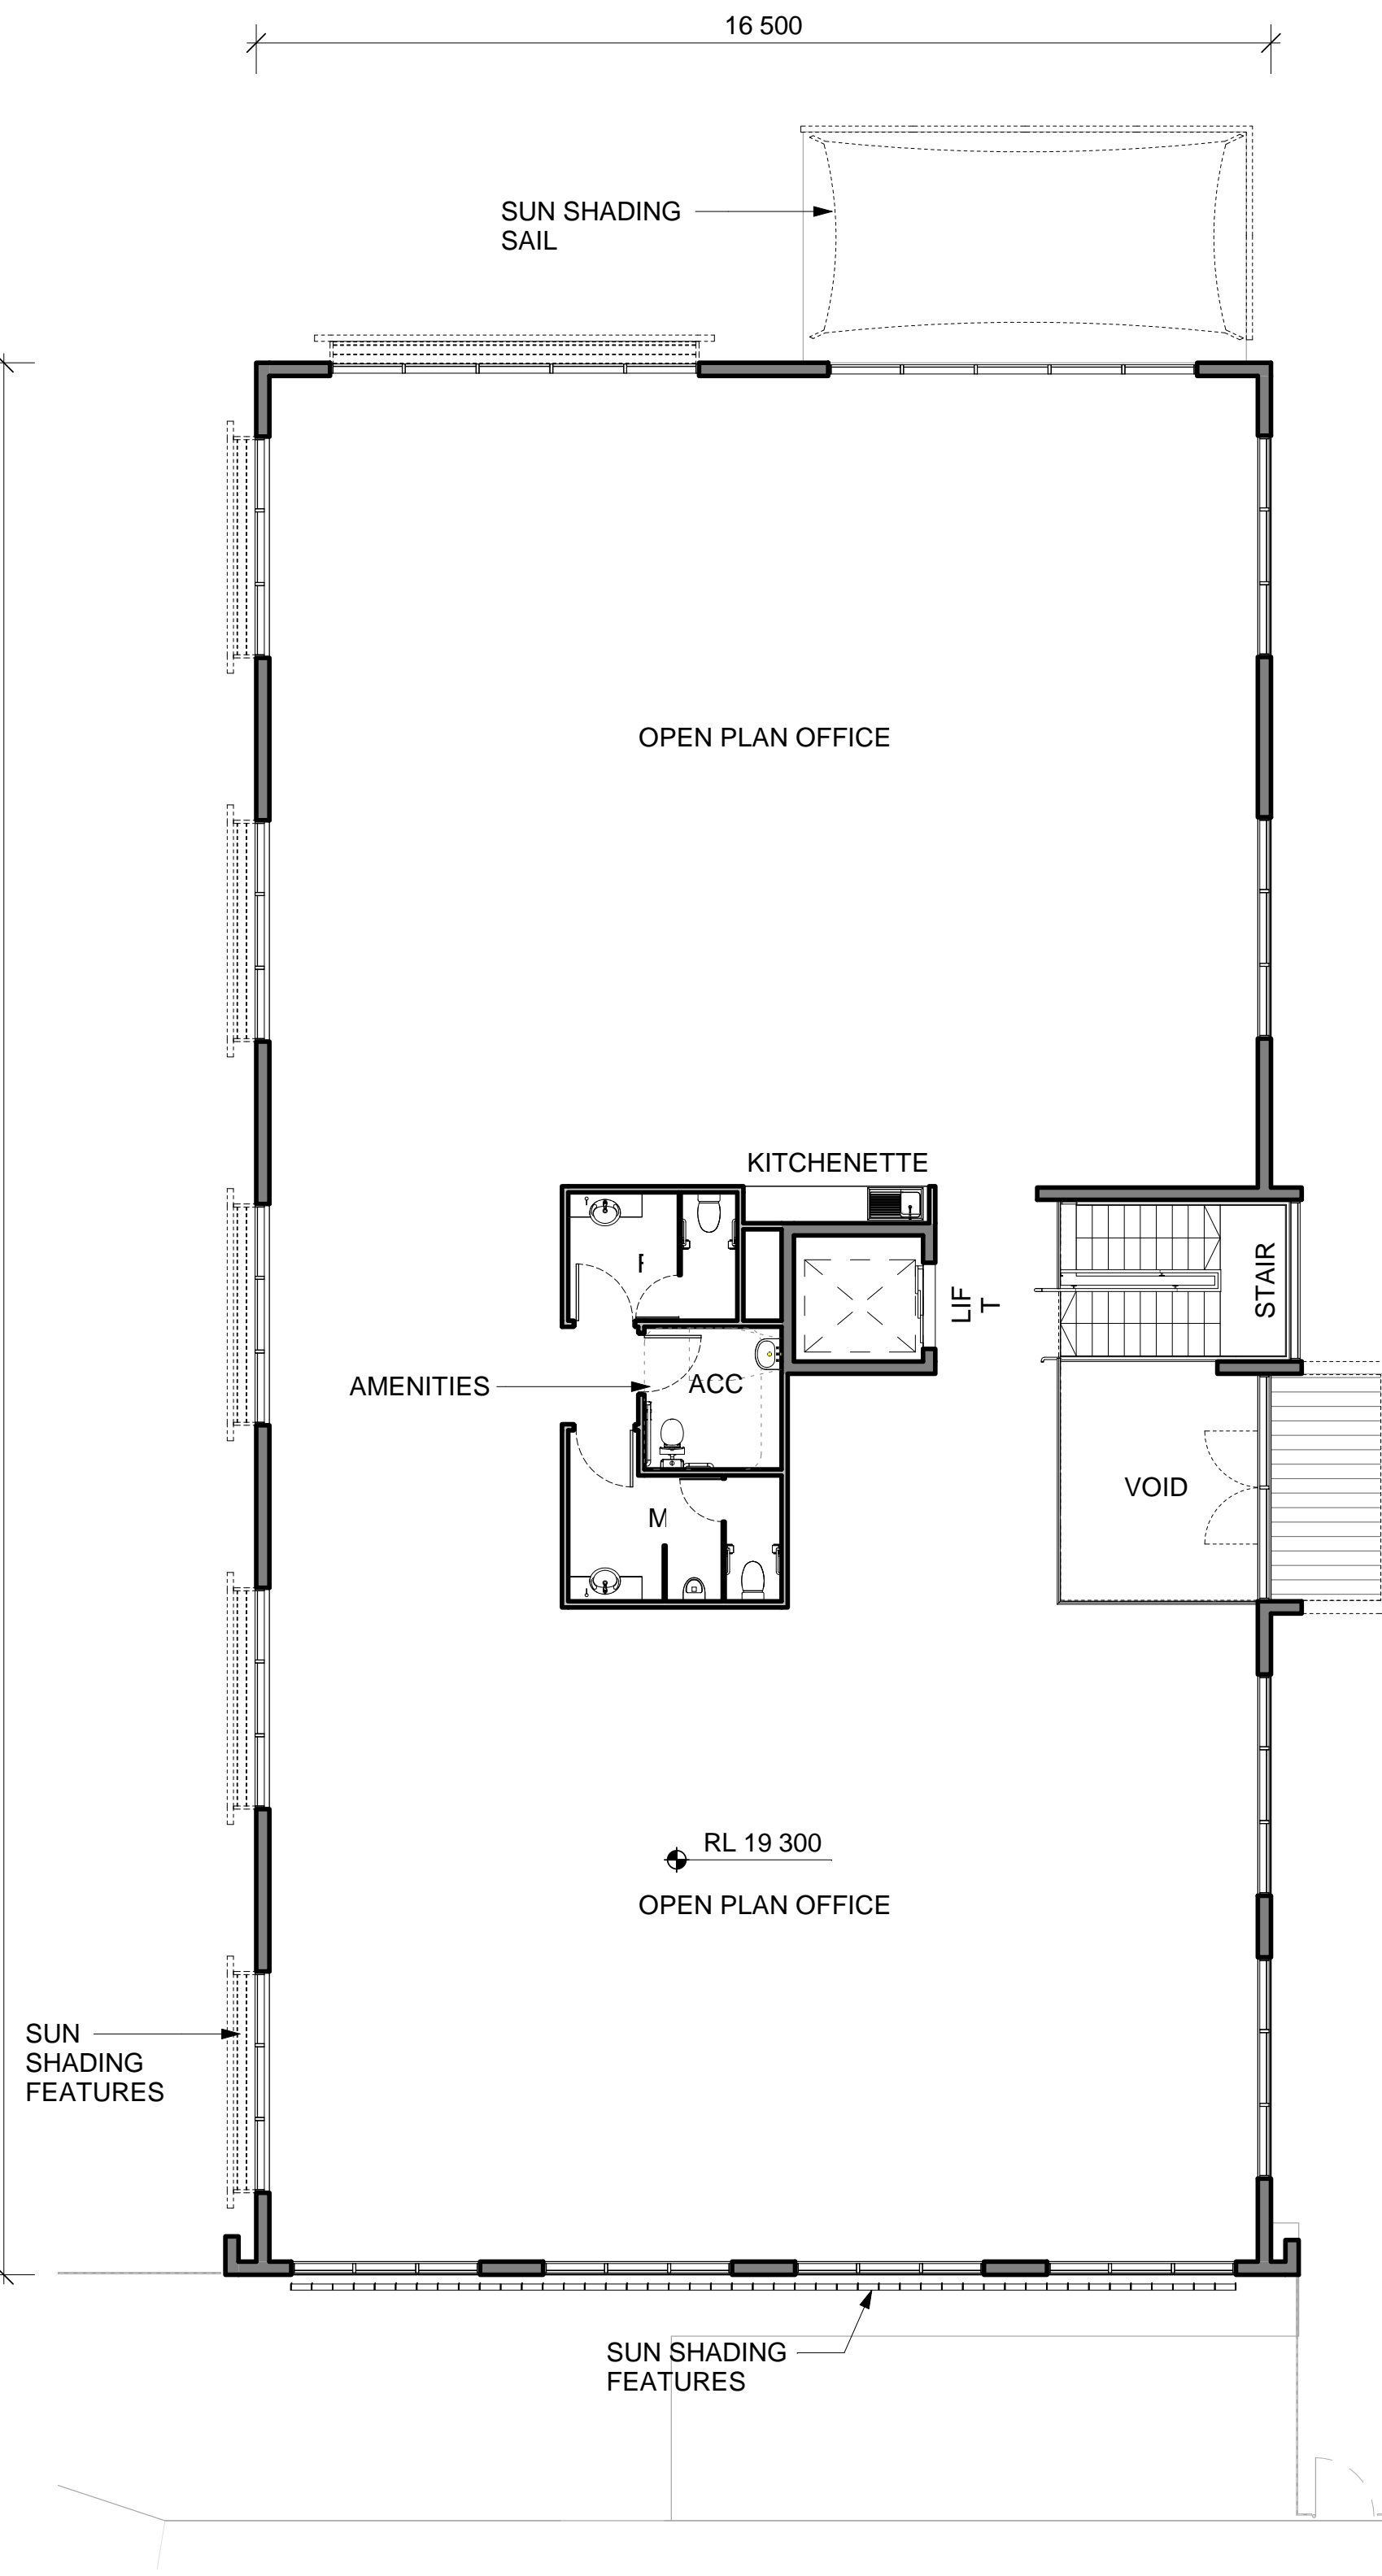 16 500
SUN SHADING
SAIL
OPEN PLAN OFFICE
KITCHENETTE
F
LIF
T
STAIR
AMENITIES
ACC
VOID
M
RL 19 300
OPEN PLAN OFFICE
SUN
SHADING
FEATURES
SUN SHADING
FEATURES